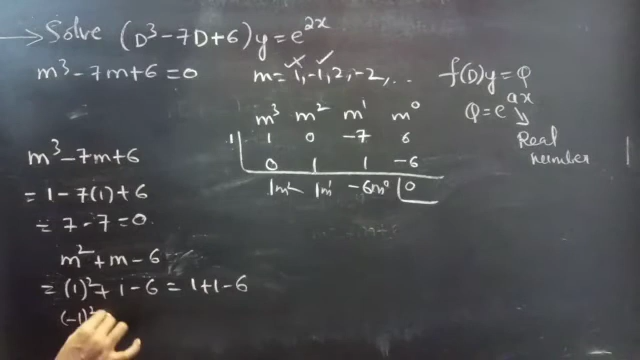 → Solve (D³-7D+6)y = e²ˣ
m³-7m+6=0
m=1,-1,2,-2,..
f(D)y=Q
Q=eᵃˣ
Real number
m³ m² m¹ m⁰
1 | 1 0 -7 6
0 1 1 -6
1m² 1m¹ -6m⁰ | 0
m³-7m+6
=1-7(1)+6
=7-7=0.
m²+m-6
=(1)²+1-6=1+1-6
(-1)²